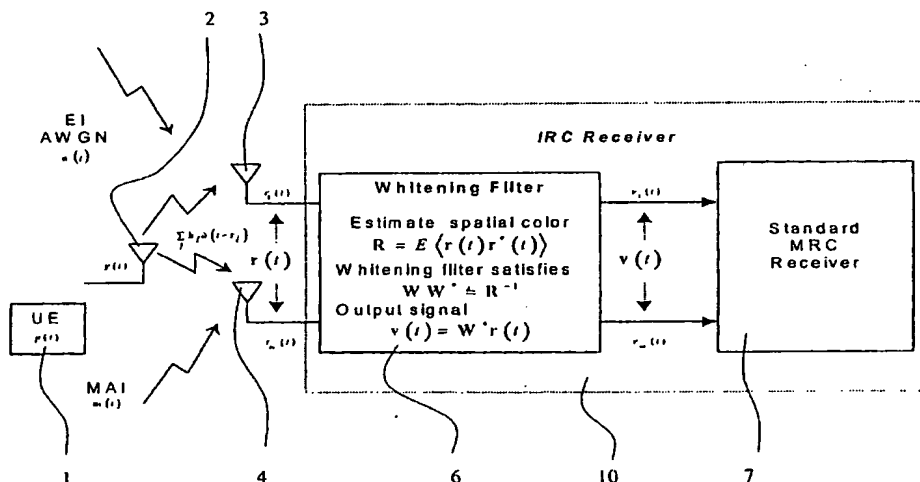 2
3
EI
AWGN
n(t)
IRC Receiver
Whitening Filter
Estimate spatial color
R = E⟨r(t)r*(t)⟩
Whitening filter satisfies
W W* = R⁻¹
Output signal
v(t) = W*r(t)
r(t)
v(t)
Standard
MRC
Receiver
p(t)
UE
p(t)
MAI
m(t)
1
4
6
10
7